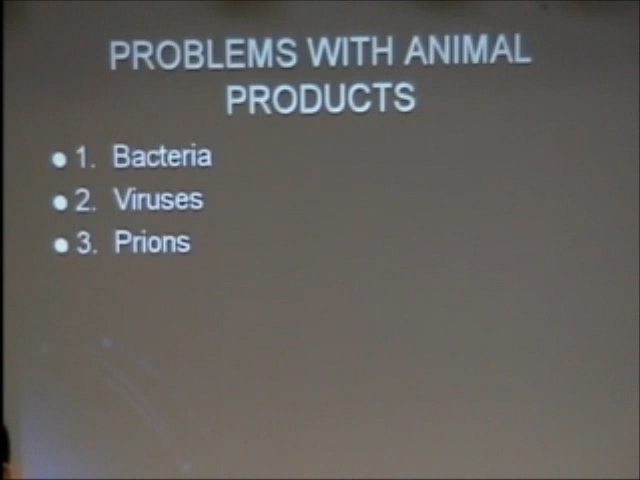 PROBLEMS WITH ANIMAL
PRODUCTS
● 1. Bacteria
● 2. Viruses
● 3. Prions